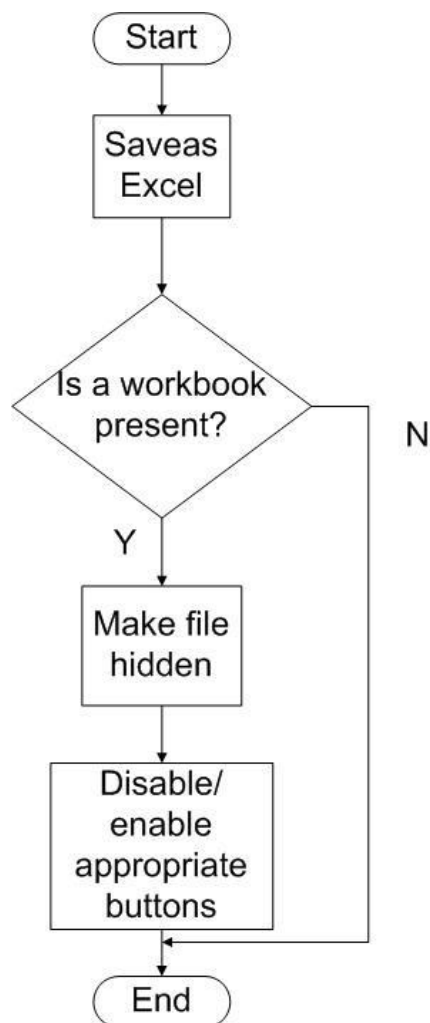 Start
Saveas
Excel
Is a workbook
present?
N
Y
Make file
hidden
Disable/
enable
appropriate
buttons
End